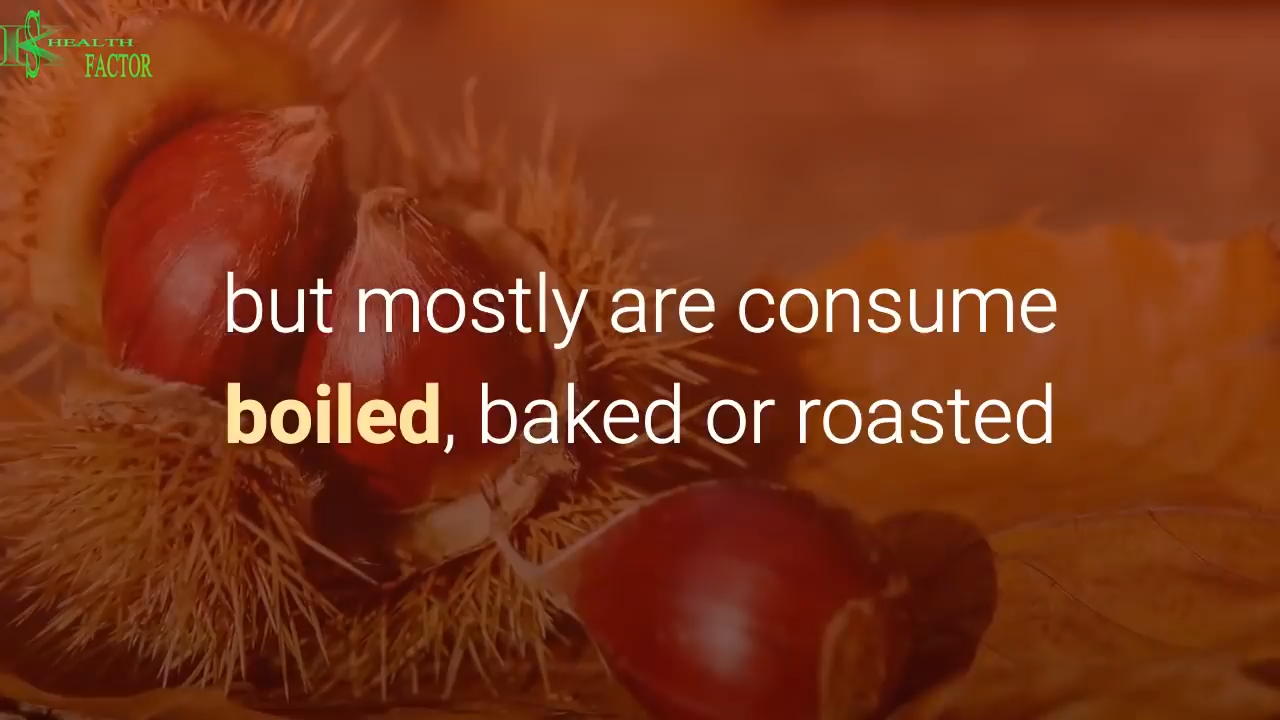 HEALTH
FACTOR
but mostly are consume
boiled, baked or roasted